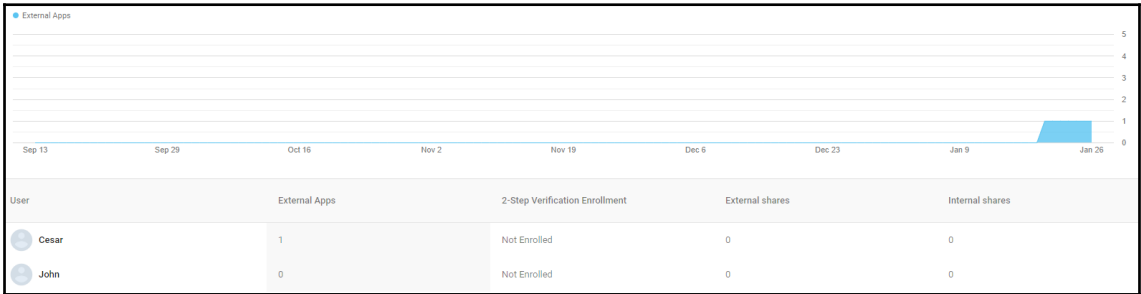 External Apps
5
4
3
2
1
0
Sep 13 Sep 29 Oct 16 Nov 2 Nov 19 Dec 6 Dec 23 Jan 9 Jan 26
User External Apps 2-Step Verification Enrollment External shares Internal shares
Cesar 1 Not Enrolled 0 0
John 0 Not Enrolled 0 0